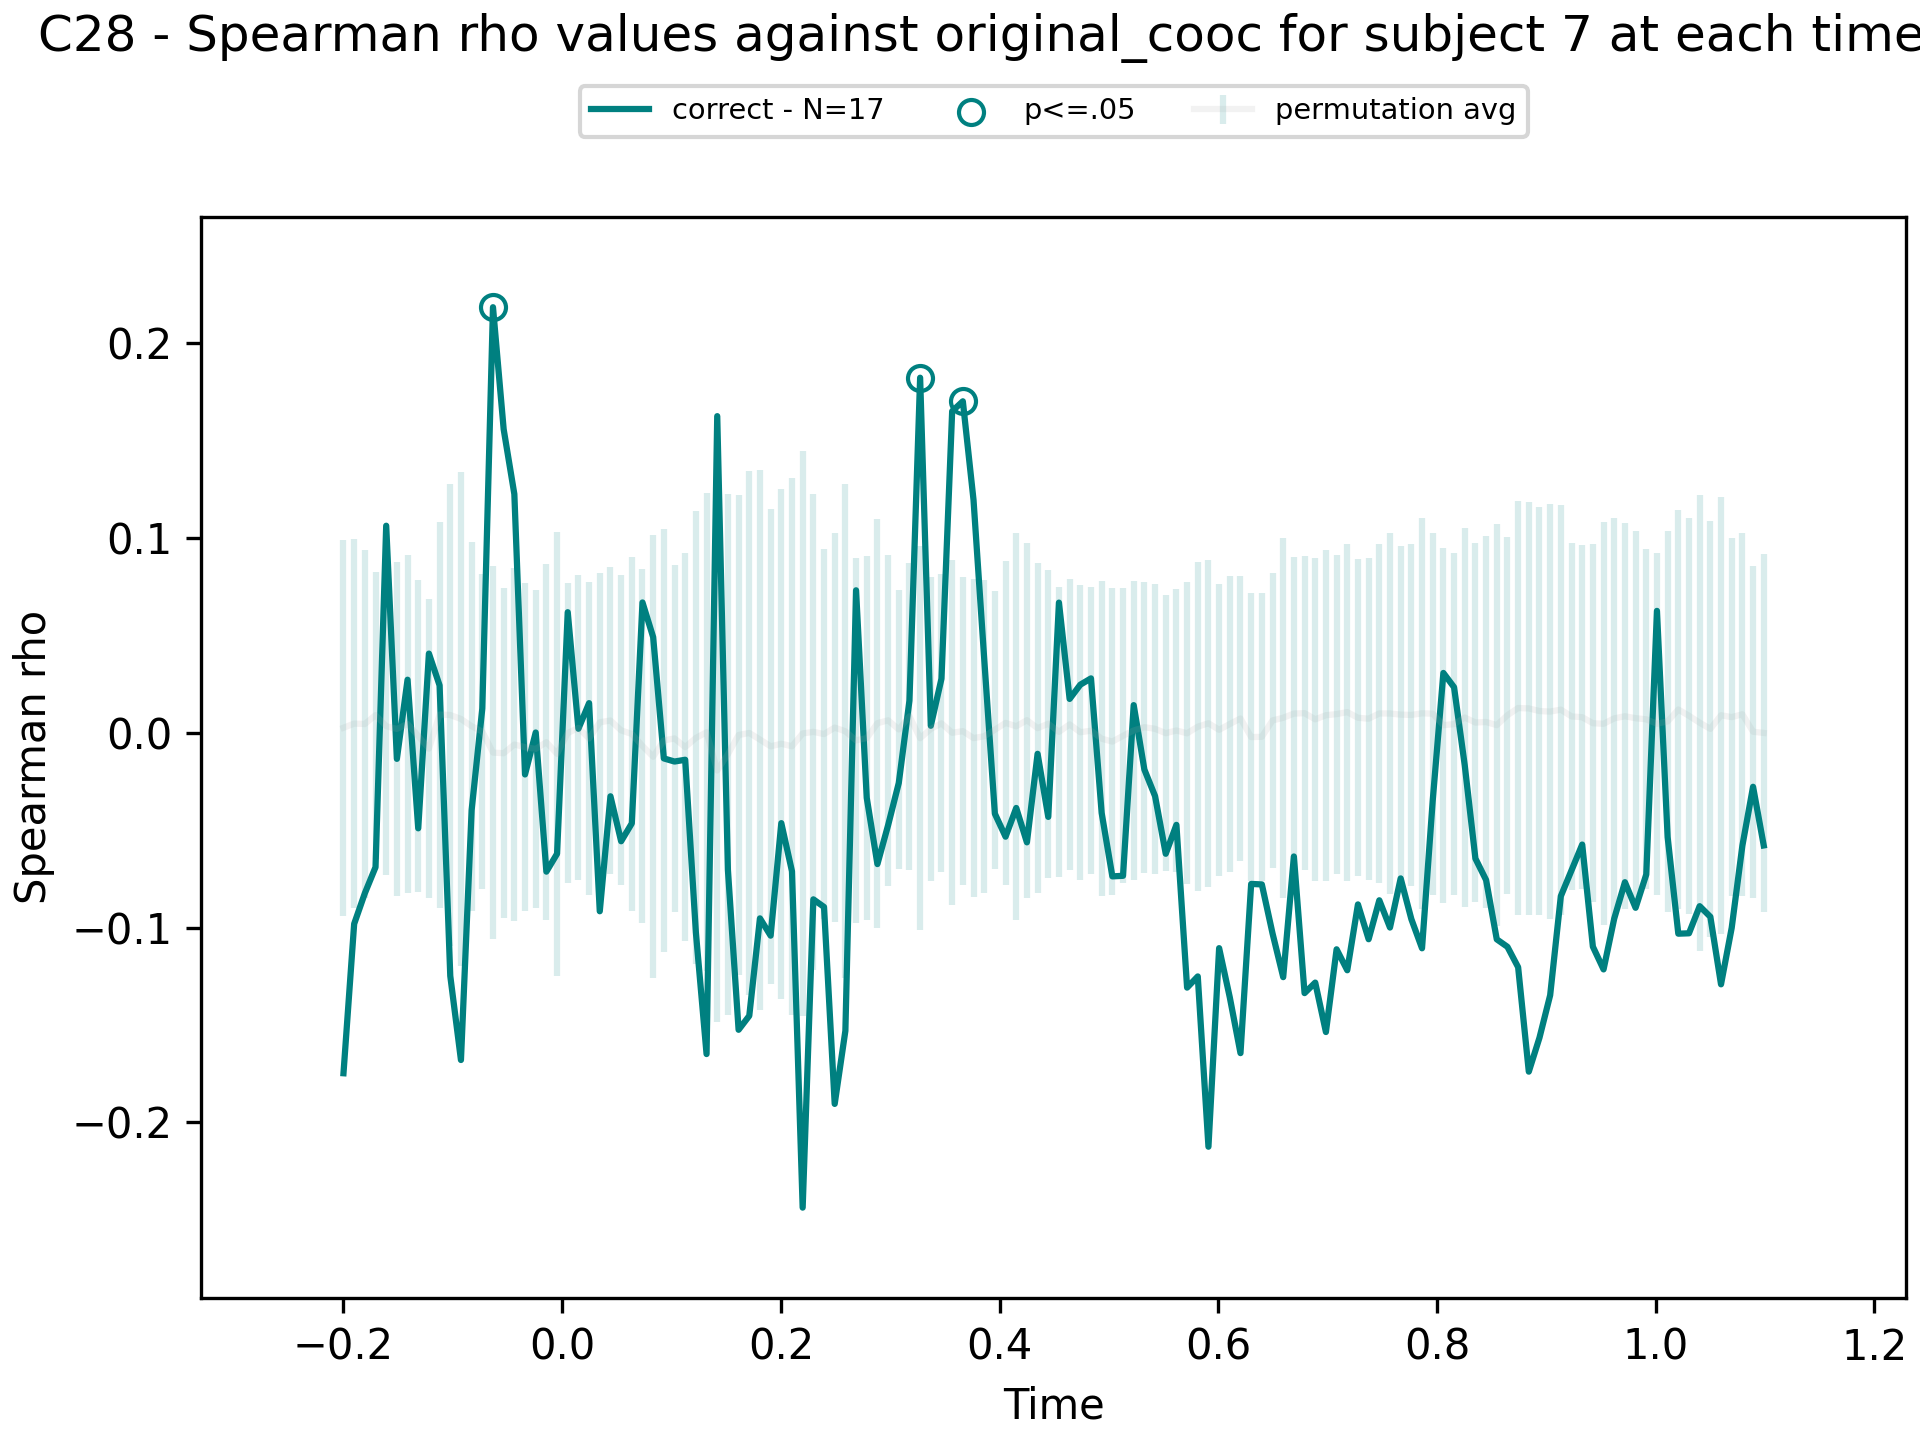 C28 - Spearman rho values against original_cooc for subject 7 at each time
correct - N=17 p<=.05 permutation avg
Spearman rho
0.2
0.1
0.0
−0.1
−0.2
−0.2 0.0 0.2 0.4 0.6 0.8 1.0 1.2
Time